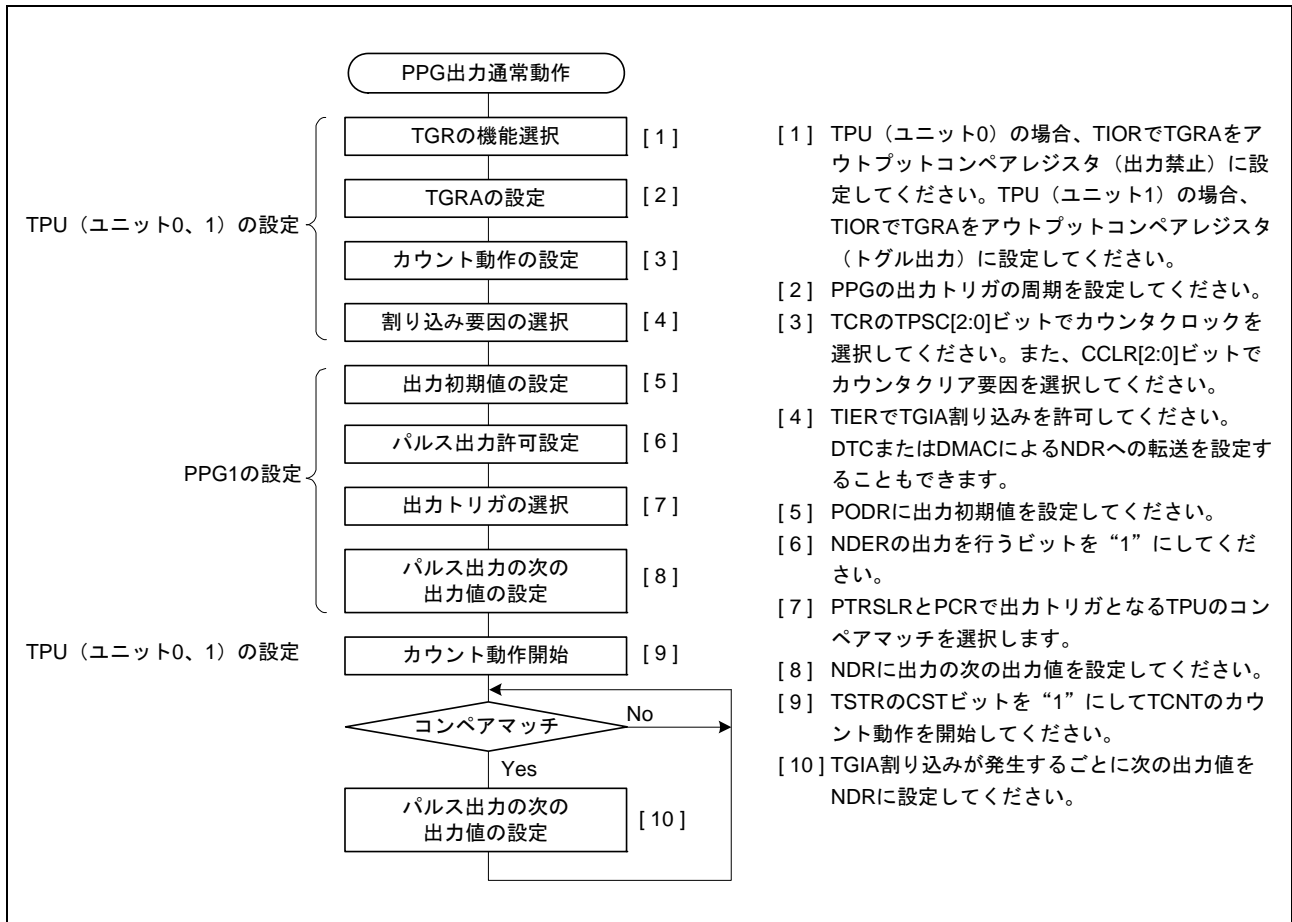 PPG出力通常動作
TPU（ユニット0、1）の設定
TGRの機能選択
[ 1 ]
TGRAの設定
[ 2 ]
カウント動作の設定
[ 3 ]
割り込み要因の選択
[ 4 ]
PPG1の設定
出力初期値の設定
[ 5 ]
パルス出力許可設定
[ 6 ]
出力トリガの選択
[ 7 ]
パルス出力の次の
出力値の設定
[ 8 ]
TPU（ユニット0、1）の設定
カウント動作開始
[ 9 ]
コンペアマッチ
No
Yes
パルス出力の次の
出力値の設定
[ 10 ]
[ 1 ] TPU（ユニット0）の場合、TIORでTGRAをア
ウトプットコンペアレジスタ（出力禁止）に設
定してください。TPU（ユニット1）の場合、
TIORでTGRAをアウトプットコンペアレジスタ
（トグル出力）に設定してください。
[ 2 ] PPGの出力トリガの周期を設定してください。
[ 3 ] TCRのTPSC[2:0]ビットでカウンタクロックを
選択してください。また、CCLR[2:0]ビットで
カウンタクリア要因を選択してください。
[ 4 ] TIERでTGIA割り込みを許可してください。
DTCまたはDMACによるNDRへの転送を設定す
ることもできます。
[ 5 ] PODRに出力初期値を設定してください。
[ 6 ] NDERの出力を行うビットを“1”にしてくだ
さい。
[ 7 ] PTRSLRとPCRで出力トリガとなるTPUのコン
ペアマッチを選択します。
[ 8 ] NDRに出力の次の出力値を設定してください。
[ 9 ] TSTRのCSTビットを“1”にしてTCNTのカウ
ント動作を開始してください。
[ 10 ] TGIA割り込みが発生するごとに次の出力値を
NDRに設定してください。